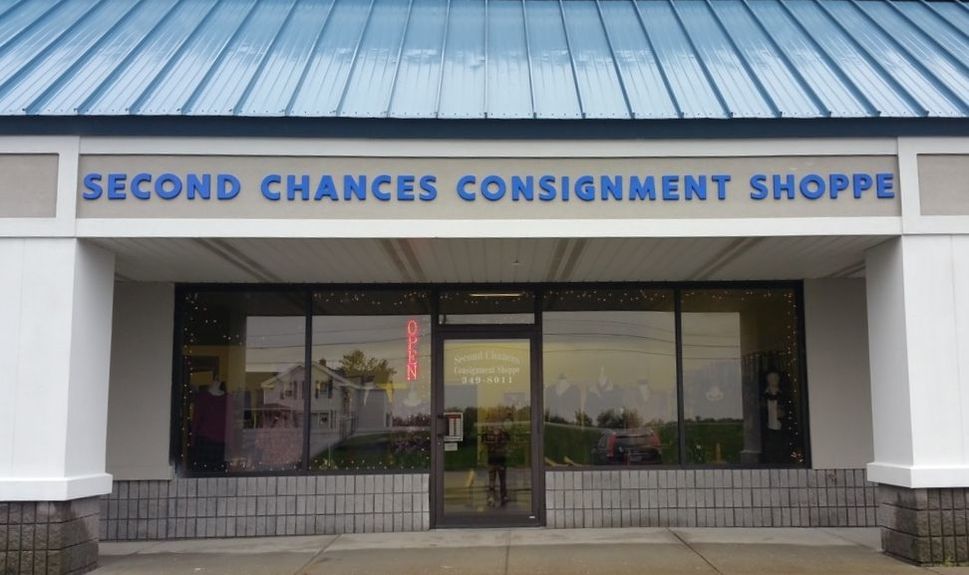 SECOND CHANCES CONSIGNMENT SHOPPE
OPEN
Second Chances
Consignment Shoppe
349-8011